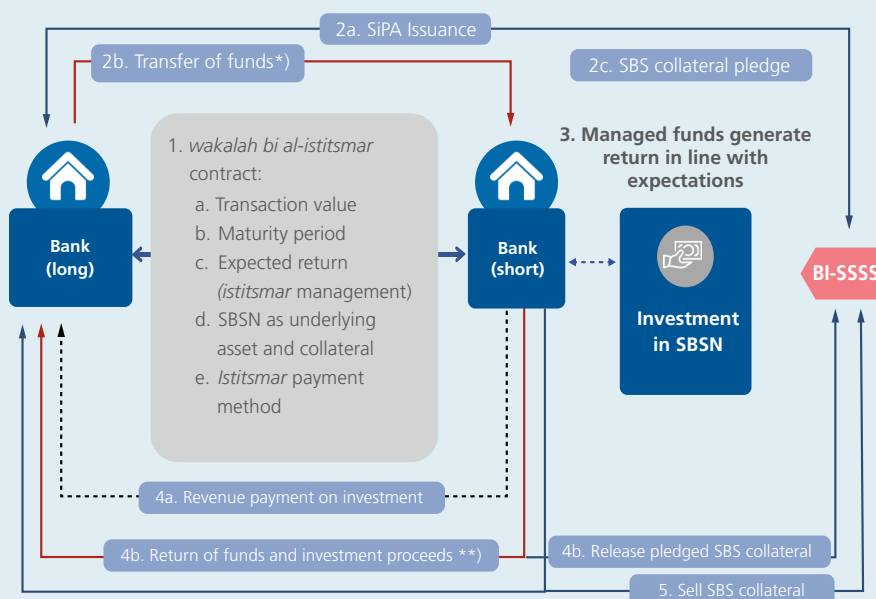 2a. SiPA Issuance
2b. Transfer of funds*)
2c. SBS collateral pledge
1. wakalah bi al-istitsmar
contract:
a. Transaction value
b. Maturity period
c. Expected return
(istitsmar management)
d. SBSN as underlying
asset and collateral
e. Istitsmar payment
method
3. Managed funds generate
return in line with
expectations
Bank
(long)
Bank
(short)
Investment
in SBSN
BI-SSSS
4a. Revenue payment on investment
4b. Return of funds and investment proceeds **)
4b. Release pledged SBS collateral
5. Sell SBS collateral